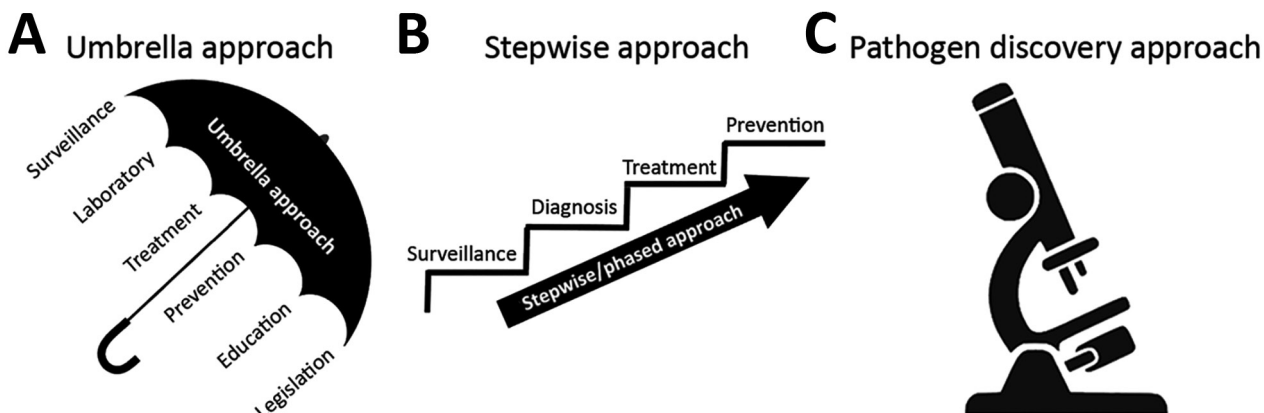 A Umbrella approach
Surveillance
Laboratory
Treatment
Prevention
Education
Legislation
Umbrella approach
B Stepwise approach
Surveillance
Diagnosis
Treatment
Prevention
Stepwise/phased approach
C Pathogen discovery approach